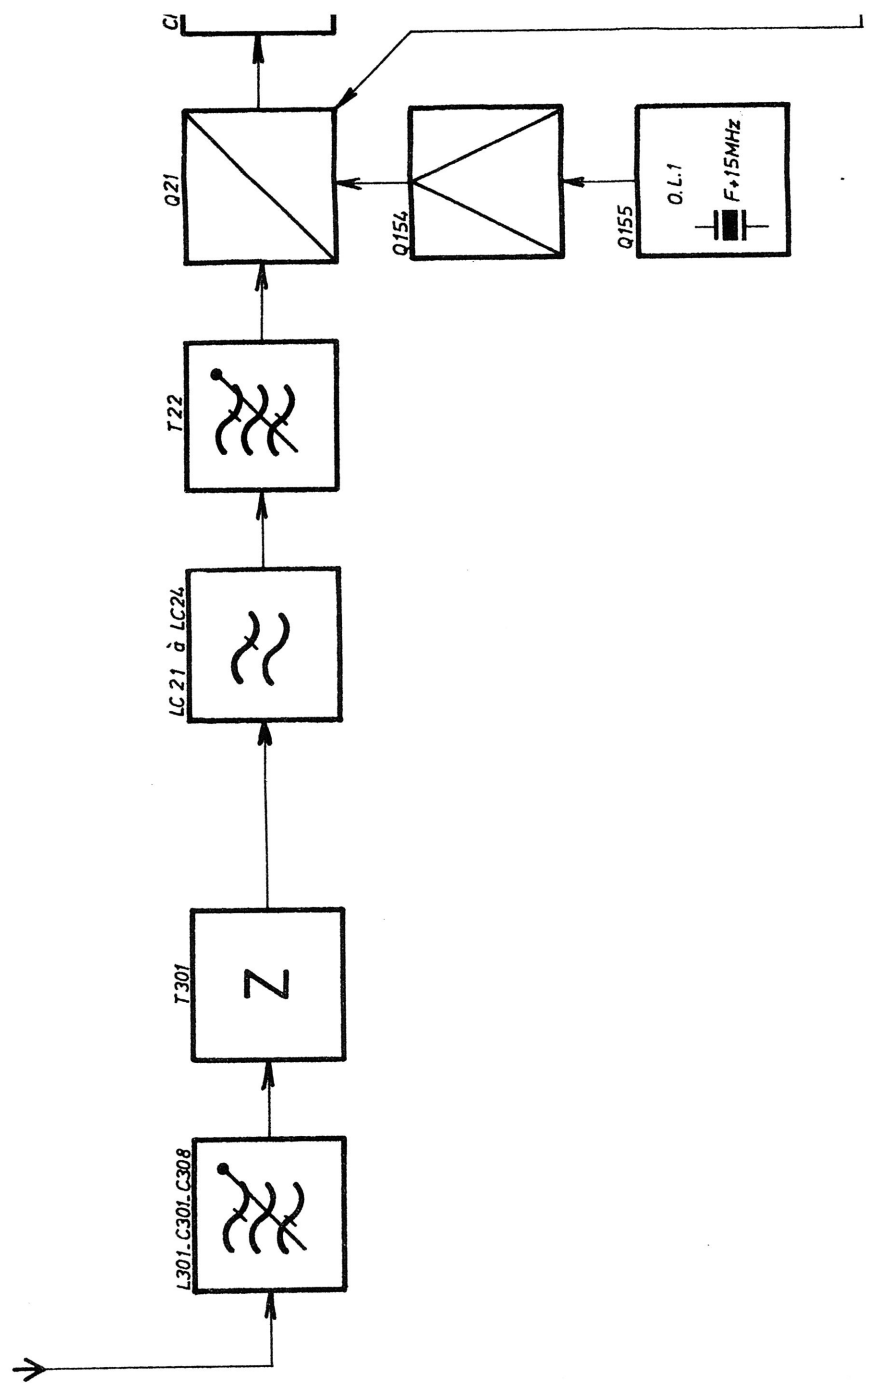 L301_C301_C308
T301
Z
LC21 à LC24
T22
Q21
Q154
Q155
O.L.1
F+15MHz